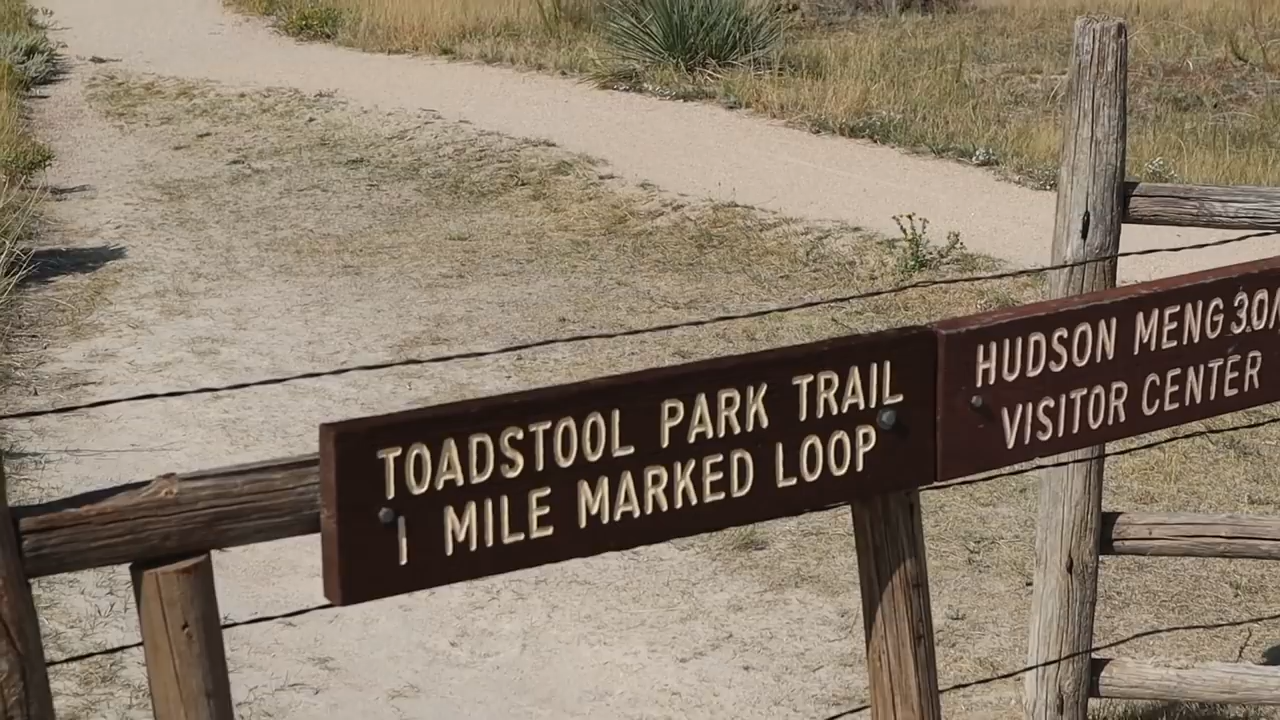 TOADSTOOL PARK TRAIL
1 MILE MARKED LOOP
HUDSON MENG
VISITOR CENTER